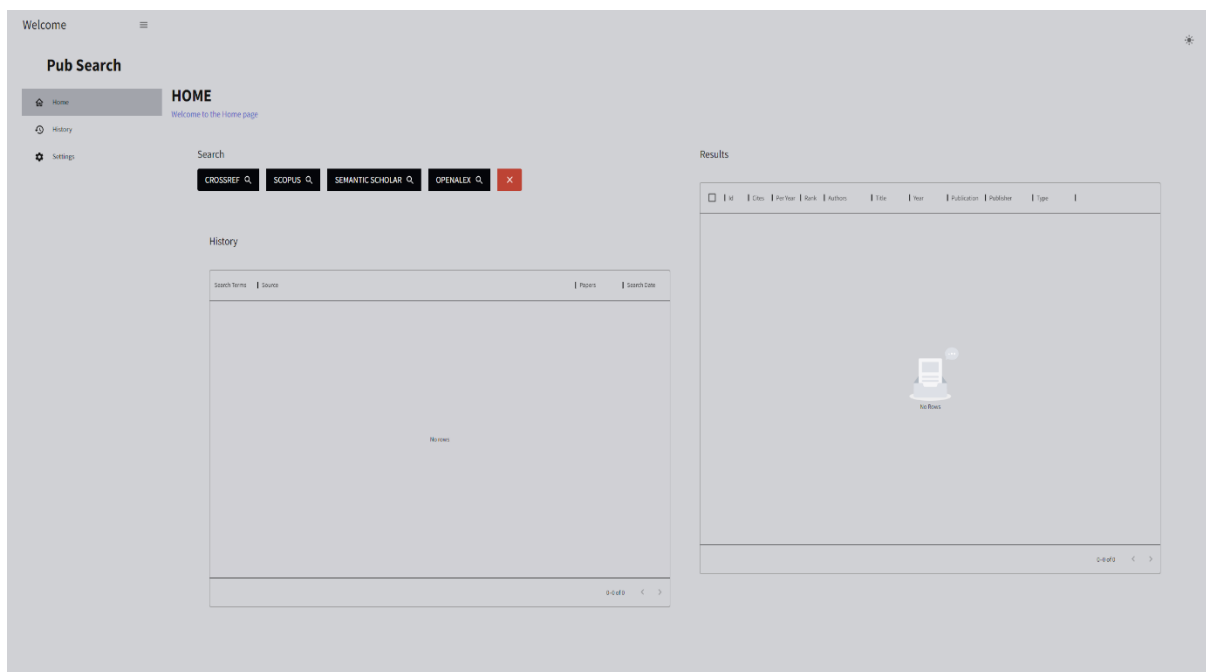 Welcome
Pub Search
Home
History
Settings
HOME
Welcome to the Home page
Search
CROSSREF
SCOPUS
SEMANTIC SCHOLAR
OPENALEX
History
Search Terms Source Papers Search Date
No rows
0-0 of 0
Results
Id Cites Per Year Rank Authors Title Year Publication Publisher Type
No Rows
0-0 of 0